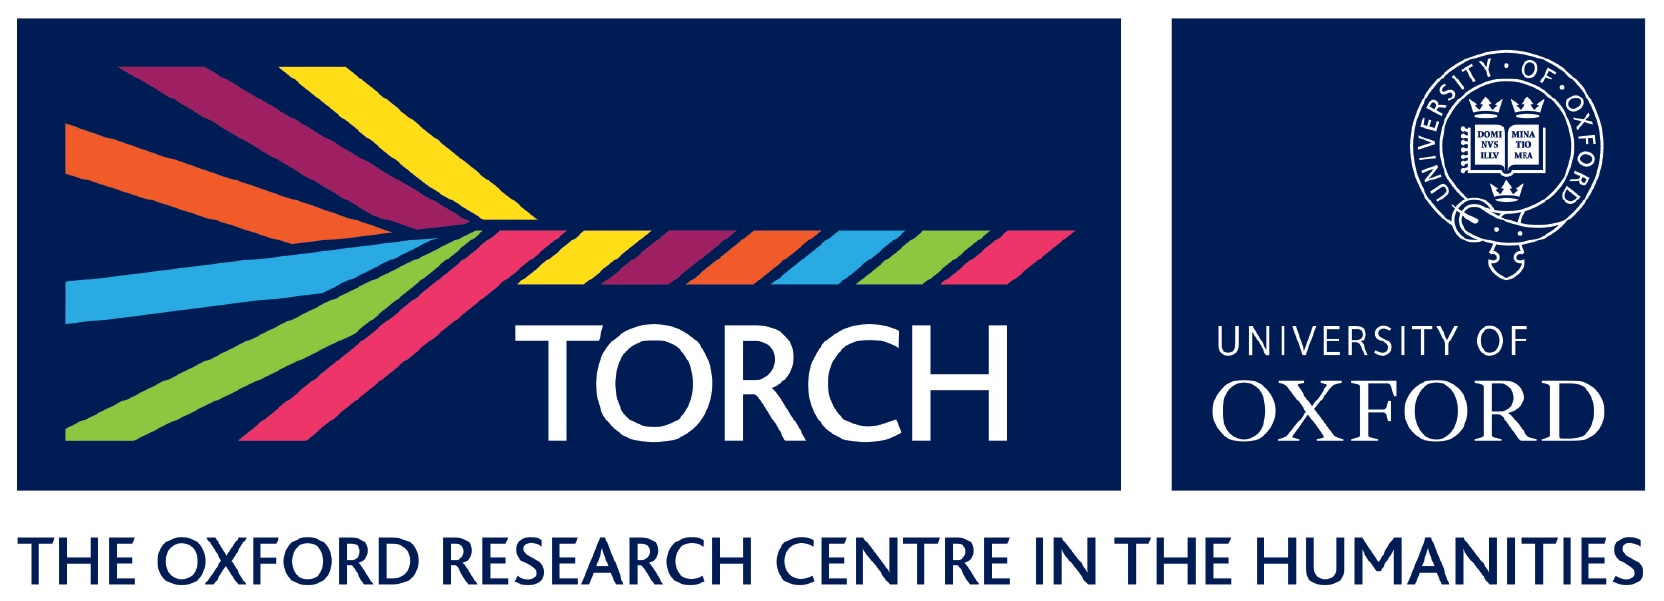 TORCH
UNIVERSITY · OF · OXFORD
DOMI MINA
NVS TIO
ILLV MEA
UNIVERSITY OF
OXFORD
THE OXFORD RESEARCH CENTRE IN THE HUMANITIES